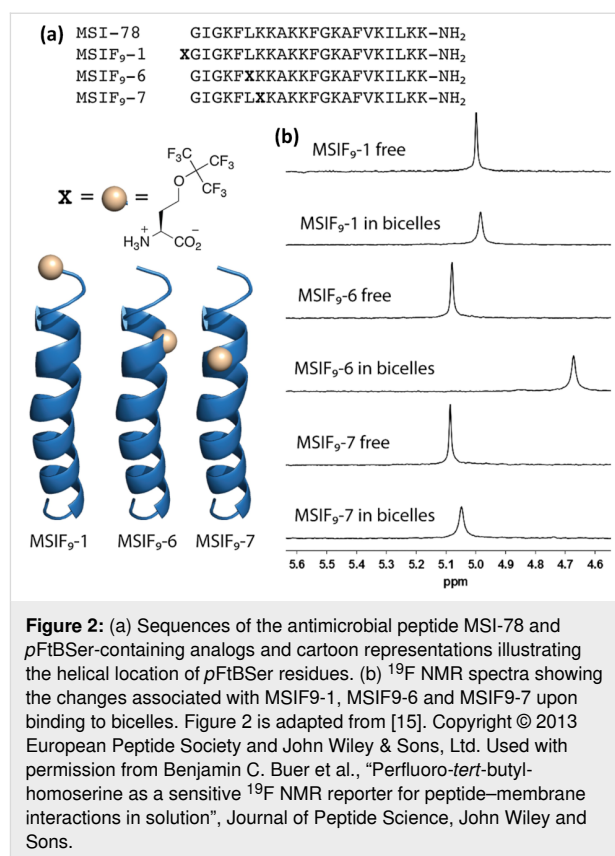 (a) MSI-78 GIGKFLKKAKKFGKAFVKILKK-NH₂
MSIF₉-1 XGIGKFLKKAKKFGKAFVKILKK-NH₂
MSIF₉-6 GIGKFXKKAKKFGKAFVKILKK-NH₂
MSIF₉-7 GIGKFLXKAKKFGKAFVKILKK-NH₂
(b)
MSIF₉-1 free
MSIF₉-1 in bicelles
MSIF₉-6 free
MSIF₉-6 in bicelles
MSIF₉-7 free
MSIF₉-7 in bicelles
5.6 5.5 5.4 5.3 5.2 5.1 5.0 4.9 4.8 4.7 4.6
ppm
X = =
F₃C CF₃
CF₃
O
H₃N + CO₂ −
MSIF₉-1 MSIF₉-6 MSIF₉-7
Figure 2: (a) Sequences of the antimicrobial peptide MSI-78 and
pFtBSer-containing analogs and cartoon representations illustrating
the helical location of pFtBSer residues. (b) ¹⁹F NMR spectra showing
the changes associated with MSIF9-1, MSIF9-6 and MSIF9-7 upon
binding to bicelles. Figure 2 is adapted from [15]. Copyright © 2013
European Peptide Society and John Wiley & Sons, Ltd. Used with
permission from Benjamin C. Buer et al., “Perfluoro-tert-butyl-
homoserine as a sensitive ¹⁹F NMR reporter for peptide–membrane
interactions in solution”, Journal of Peptide Science, John Wiley and
Sons.